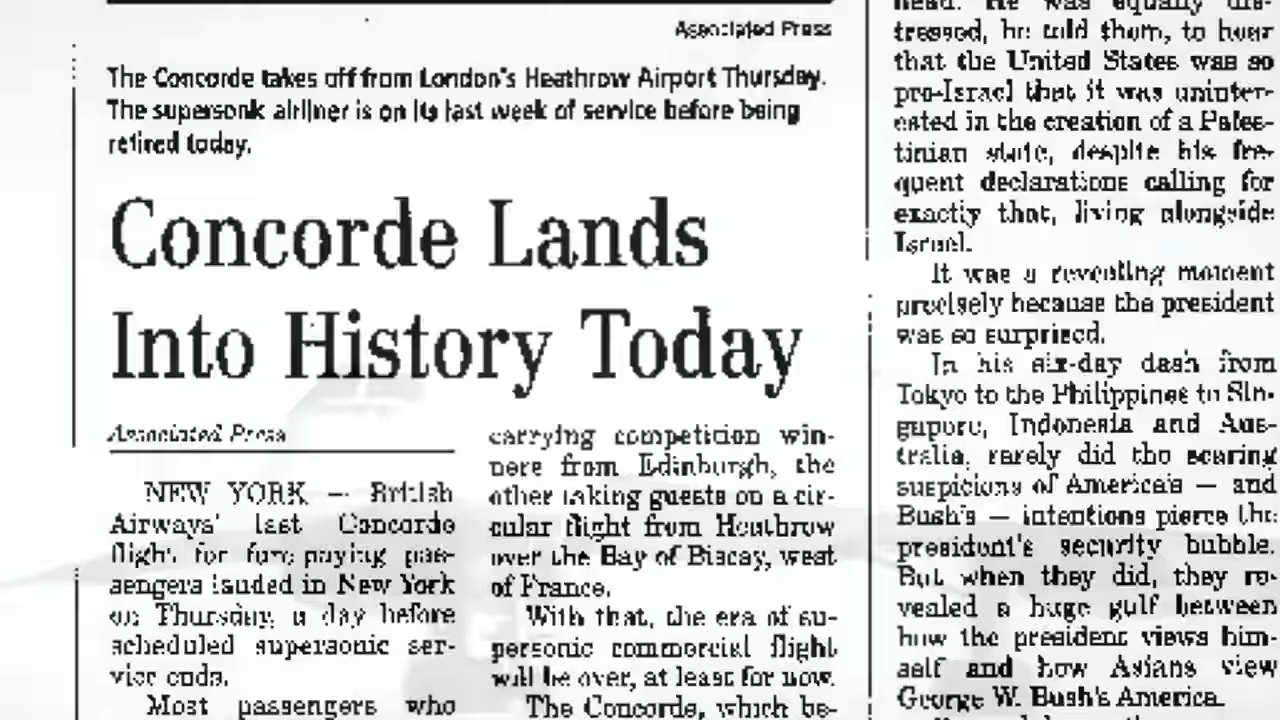 Associated Press
The Concorde takes off from London's Heathrow Airport Thursday.
The supersonic airliner is on its last week of service before being
retired today.
Concorde Lands
Into History Today
Associated Press
NEW YORK — British
Airways' last Concorde
flight for fare-paying pas-
sengers landed in New York
on Thursday, a day before
scheduled supersonic ser-
vice ends.
Most passengers who
carrying competition win-
ners from Edinburgh, the
other taking guests on a cir-
cular flight from Heathrow
over the Bay of Biscay, west
of France.
With that, the era of su-
personic commercial flight
will be over, at least for now.
The Concorde, which be-
head. He was equally dis-
tressed, he told them, to hear
that the United States was so
pro-Israel that it was uninter-
ested in the creation of a Pales-
tinian state, despite his fre-
quent declarations calling for
exactly that, living alongside
Israel.
It was a revealing moment
precisely because the president
was so surprised.
In his six-day dash from
Tokyo to the Philippines to Sin-
gapore, Indonesia and Aus-
tralia, rarely did the searing
suspicions of America's — and
Bush's — intentions pierce the
president's security bubble.
But when they did, they re-
vealed a huge gulf between
how the president views him-
self and how Asians view
George W. Bush's America.